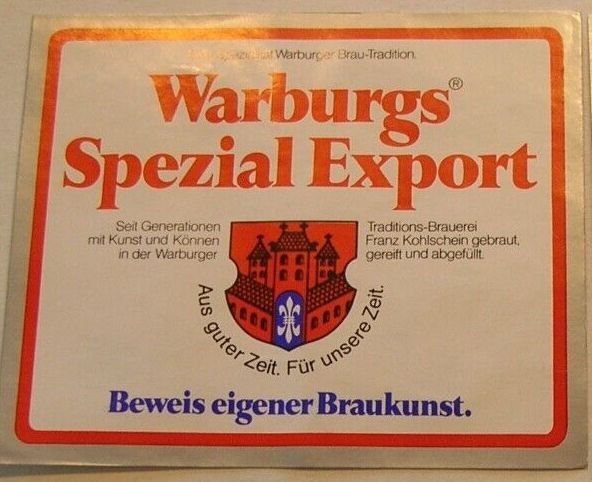 Warburger Brau-Tradition.
Warburgs®
Spezial Export
Seit Generationen
mit Kunst und Können
in der Warburger
Traditions-Brauerei
Franz Kohlschein gebraut,
gereift und abgefüllt.
Aus guter Zeit. Für unsere Zeit.
Beweis eigener Braukunst.